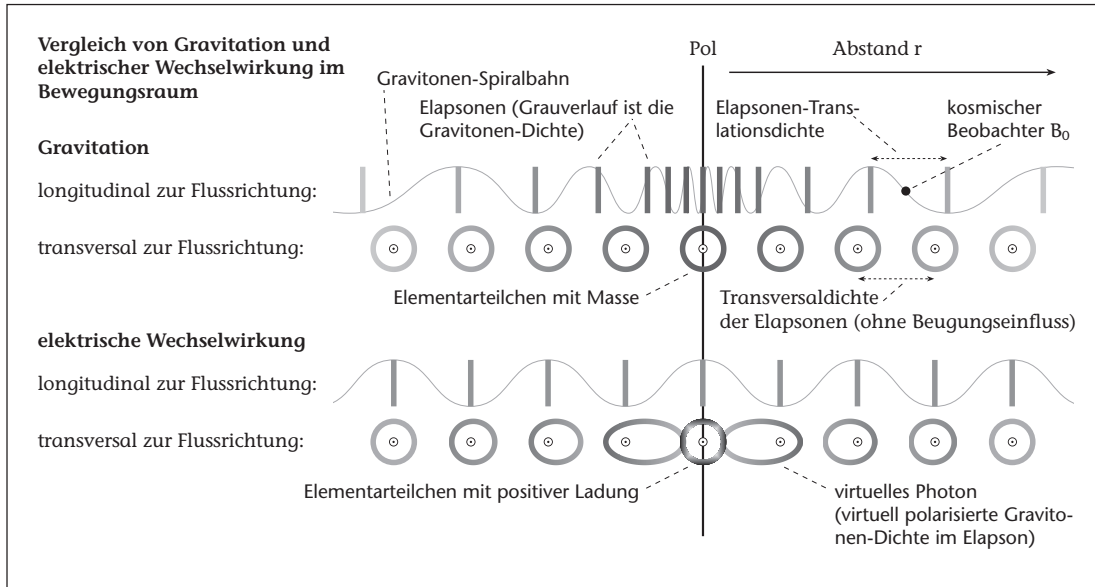 Vergleich von Gravitation und
elektrischer Wechselwirkung im
Bewegungsraum
Pol
Abstand r
Gravitonen-Spiralbahn
Elapsonen (Grauverlauf ist die
Gravitonen-Dichte)
Elapsonen-Trans-
lationsdichte
kosmischer
Beobachter B₀
Gravitation
longitudinal zur Flussrichtung:
transversal zur Flussrichtung:
Elementarteilchen mit Masse
Transversaldichte
der Elapsonen (ohne Beugungseinfluss)
elektrische Wechselwirkung
longitudinal zur Flussrichtung:
transversal zur Flussrichtung:
Elementarteilchen mit positiver Ladung
virtuelles Photon
(virtuell polarisierte Gravito-
nen-Dichte im Elapson)